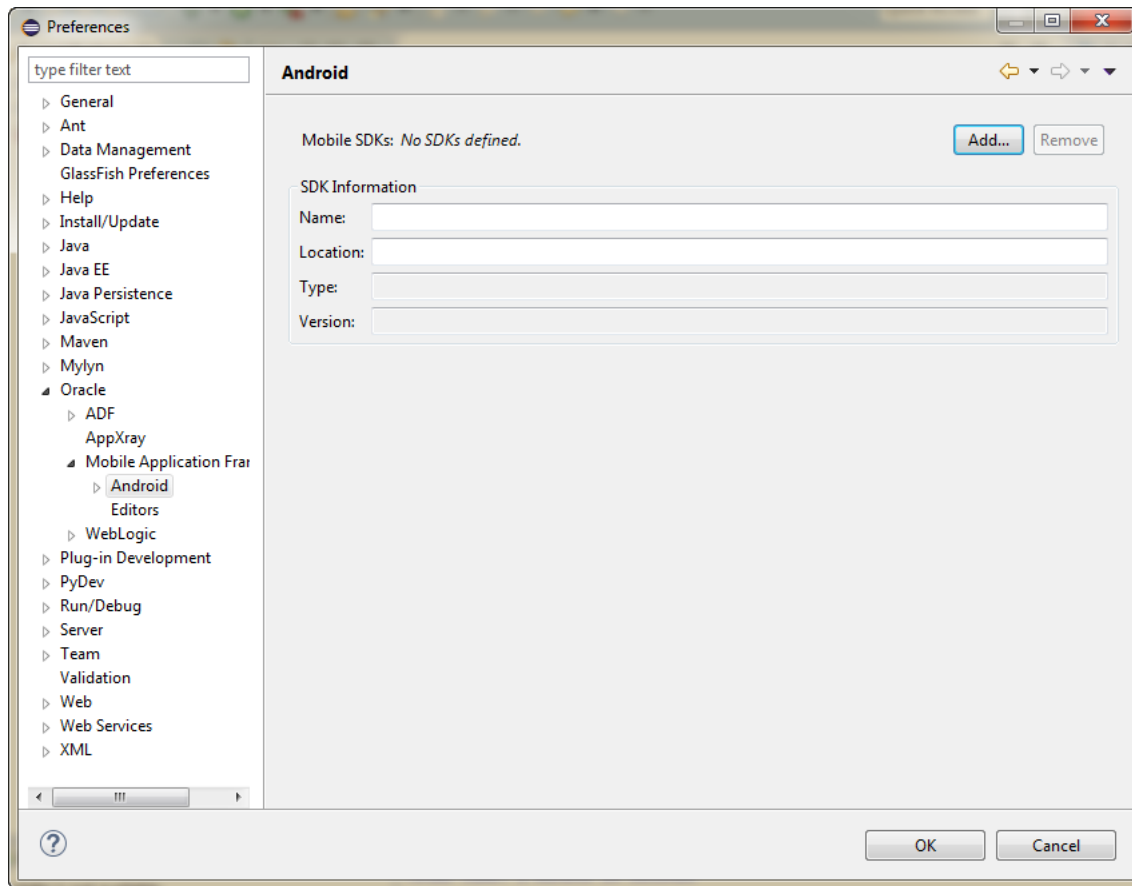 Preferences
type filter text
General
Ant
Data Management
GlassFish Preferences
Help
Install/Update
Java
Java EE
Java Persistence
JavaScript
Maven
Mylyn
Oracle
ADF
AppXray
Mobile Application Fra
Android
Editors
WebLogic
Plug-in Development
PyDev
Run/Debug
Server
Team
Validation
Web
Web Services
XML
Android
Mobile SDKs: No SDKs defined.
Add...
Remove
SDK Information
Name:
Location:
Type:
Version:
OK
Cancel